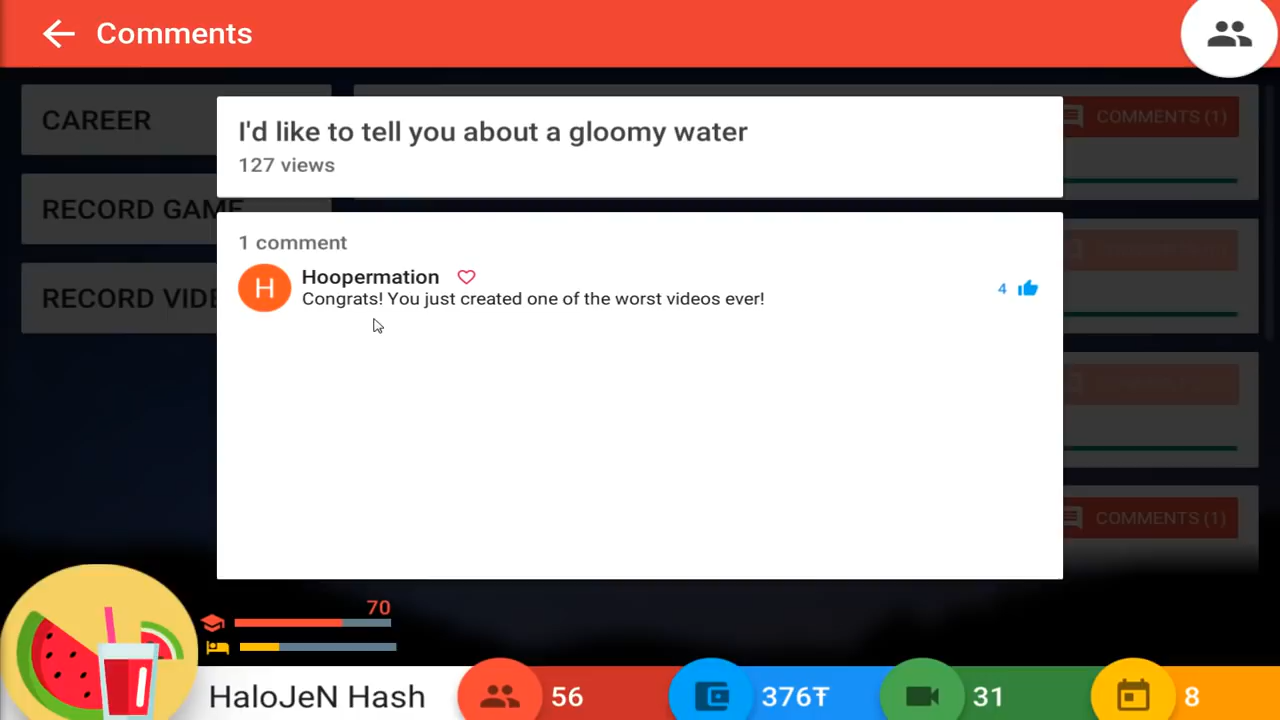 Comments
CAREER
COMMENTS (1)
I'd like to tell you about a gloomy water
127 views
RECORD GAME
1 comment
Hoopermation
H
Congrats! You just created one of the worst videos ever!
4
RECORD VIDE
COMMENTS (1)
70
HaloJeN Hash
56
376₮
31
8